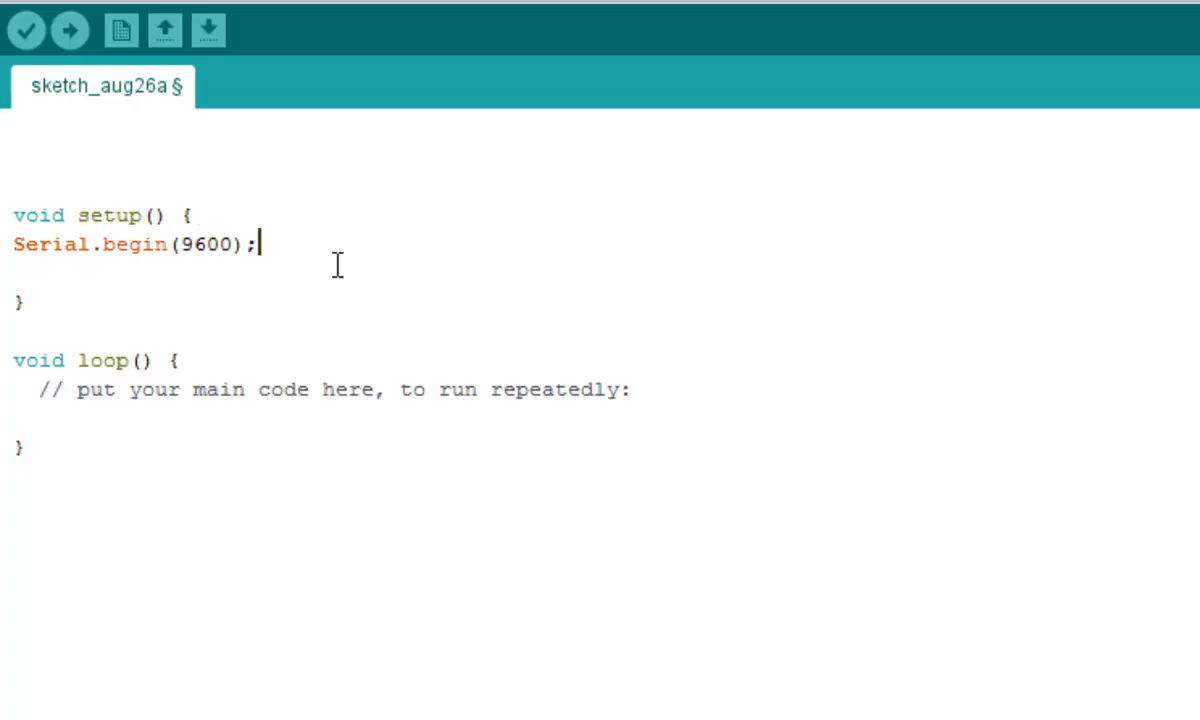 sketch_aug26a §
void setup() {
Serial.begin(9600);
}
void loop() {
// put your main code here, to run repeatedly:
}